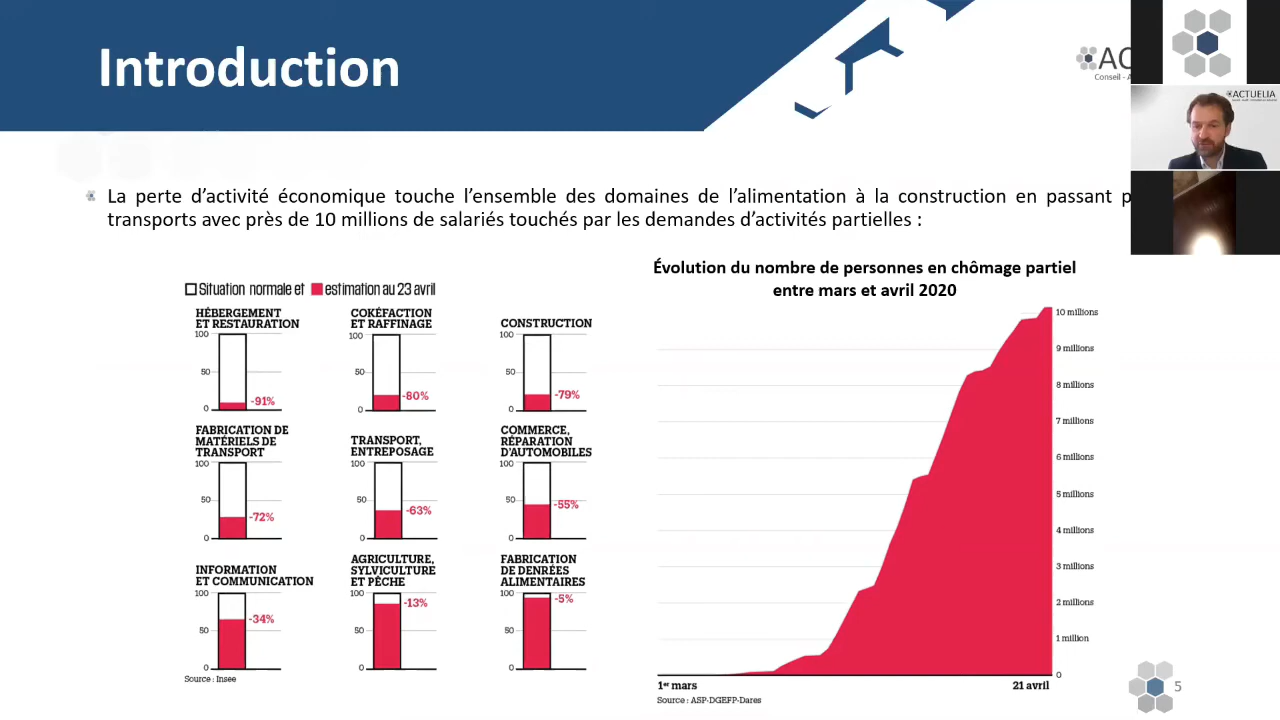 Introduction
AC
Conseil - A
ACTUELIA
La perte d’activité économique touche l’ensemble des domaines de l’alimentation à la construction en passant p
transports avec près de 10 millions de salariés touchés par les demandes d’activités partielles :
Situation normale et estimation au 23 avril
HÉBERGEMENT
ET RESTAURATION
100
50
0
-91%
COKÉFACTION
ET RAFFINAGE
100
50
0
-80%
CONSTRUCTION
100
50
0
-79%
FABRICATION DE
MATÉRIELS DE
TRANSPORT
100
50
0
-72%
TRANSPORT,
ENTREPOSAGE
100
50
0
-63%
COMMERCE,
RÉPARATION
D'AUTOMOBILES
100
50
0
-55%
INFORMATION
ET COMMUNICATION
100
50
0
-34%
AGRICULTURE,
SYLVICULTURE
ET PÊCHE
100
50
0
-13%
FABRICATION
DE DENRÉES
ALIMENTAIRES
100
50
0
-5%
Source : Insee
Évolution du nombre de personnes en chômage partiel
entre mars et avril 2020
10 millions
9 millions
8 millions
7 millions
6 millions
5 millions
4 millions
3 millions
2 millions
1 million
0
1er mars
21 avril
Source : ASP-DGEFP-Dares
5